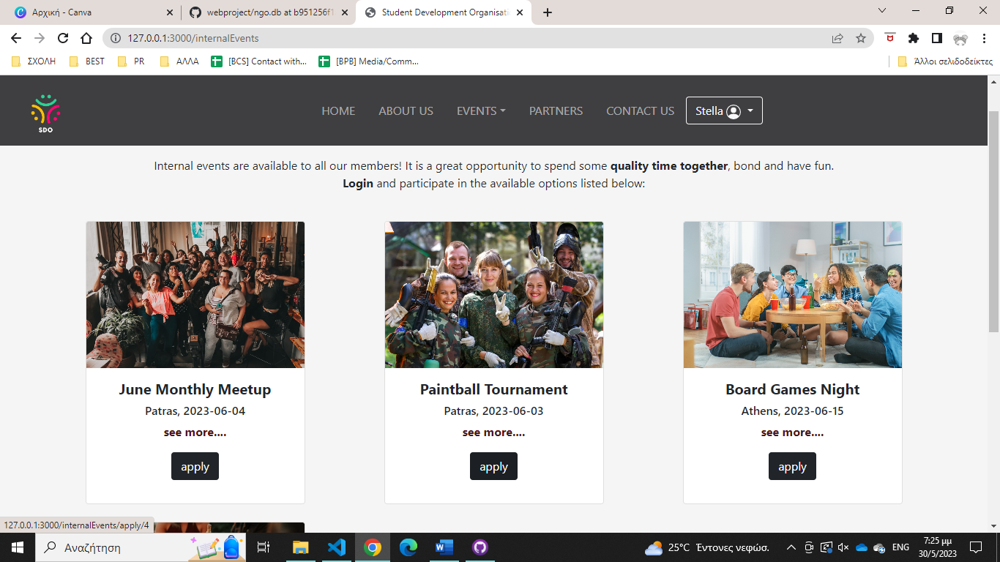 Αρχική - Canva
webproject/ngo.db at b951256f1
Student Development Organisati
127.0.0.1:3000/internalEvents
ΣΧΟΛΗ
BEST
PR
ΑΛΛΑ
[BCS] Contact with...
[BPB] Media/Comm...
Άλλοι σελιδοδείκτες
SDO
HOME
ABOUT US
EVENTS
PARTNERS
CONTACT US
Stella
Internal events are available to all our members! It is a great opportunity to spend some quality time together, bond and have fun.
Login and participate in the available options listed below:
June Monthly Meetup
Patras, 2023-06-04
see more....
apply
Paintball Tournament
Patras, 2023-06-03
see more....
apply
Board Games Night
Athens, 2023-06-15
see more....
apply
127.0.0.1:3000/internalEvents/apply/4
Αναζήτηση
25°C Έντονες νεφώσ.
ENG
7:25 μμ
30/5/2023